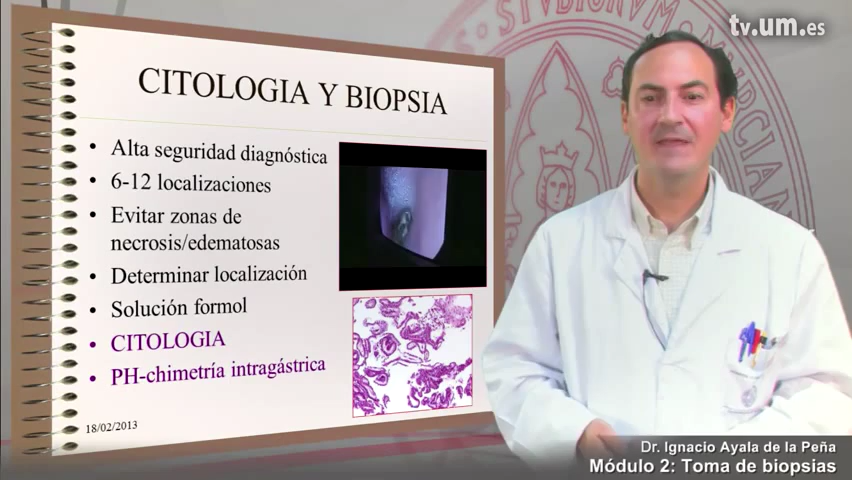 tv.um.es
STVDIORVM
MVRCIAN
CITOLOGIA Y BIOPSIA
• Alta seguridad diagnóstica
• 6-12 localizaciones
• Evitar zonas de
necrosis/edematosas
• Determinar localización
• Solución formol
• CITOLOGIA
• PH-chimetría intragástrica
18/02/2013
Dr. Ignacio Ayala de la Peña
Módulo 2: Toma de biopsias